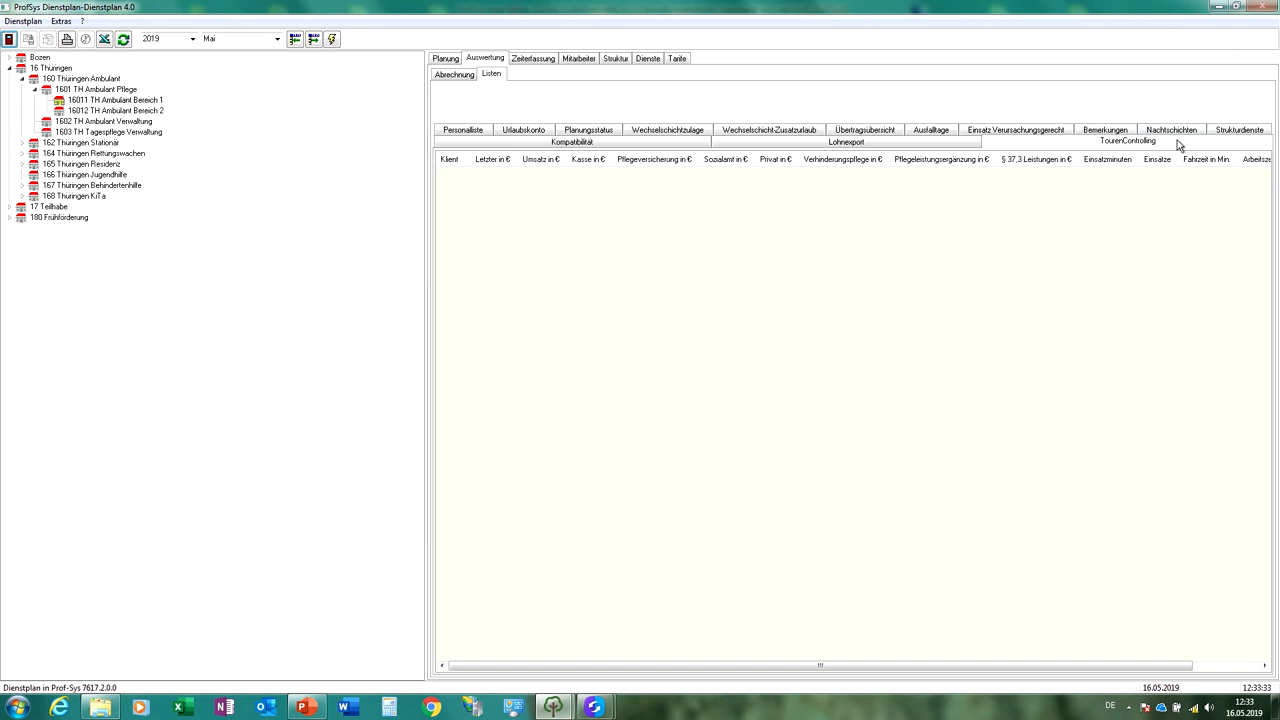 ProfSys Dienstplan-Dienstplan 4.0
Dienstplan Extras ?
2019 Mai
Bozen
16 Thüringen
160 Thüringen Ambulant
1601 TH Ambulant Pflege
16011 TH Ambulant Bereich 1
16012 TH Ambulant Bereich 2
1602 TH Ambulant Verwaltung
1603 TH Tagespflege Verwaltung
162 Thüringen Stationär
164 Thüringen Rettungswachen
165 Thüringen Residenz
166 Thüringen Jugendhilfe
167 Thüringen Behindertenhilfe
168 Thüringen KiTa
17 Teilhabe
180 Frühförderung
Planung Auswertung Zeiterfassung Mitarbeiter Struktur Dienste Tarife
Abrechnung Listen
Personalliste Urlaubskonto Planungsstatus Wechselschichtzulage Wechselschicht-Zusatzurlaub Übertragsübersicht Ausfalltage Einsatz Verursachungsgerecht Bemerkungen Nachtschichten Strukturdienste
Kompatibilität Lohnexport TourenControlling
Klient Letzter in € Umsatz in € Kasse in € Pflegeversicherung in € Sozialamt in € Privat in € Verhinderungspflege in € Pflegeleistungsergänzung in € § 37,3 Leistungen in € Einsatzminuten Einsätze Fahrzeit in Min. Arbeitsze
Dienstplan in Prof-Sys 7617.2.0.0 16.05.2019 12:33:33
DE 12:33
16.05.2019